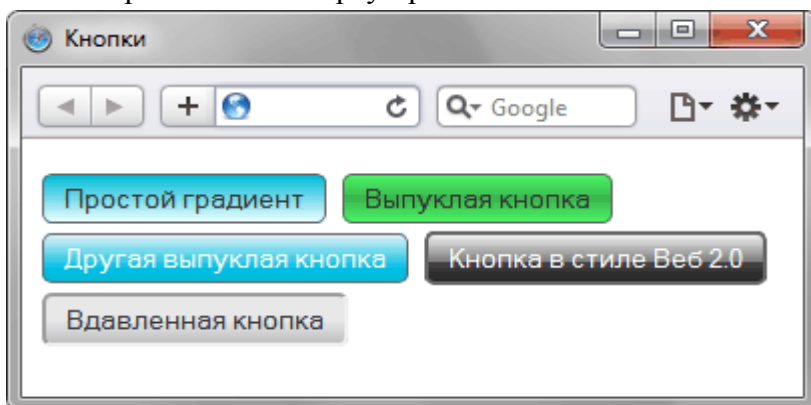 Кнопки
Google
Простой градиент Выпуклая кнопка
Другая выпуклая кнопка Кнопка в стиле Веб 2.0
Вдавленная кнопка